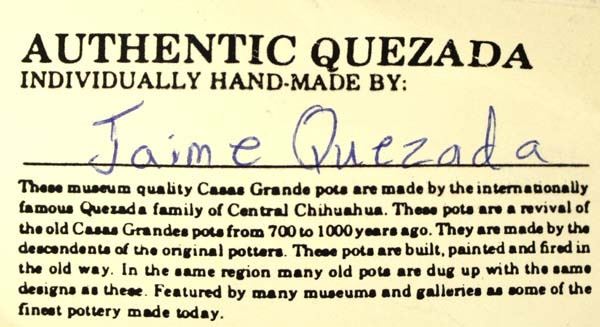 AUTHENTIC QUEZADA
INDIVIDUALLY HAND-MADE BY:
Jaime Quezada
These museum quality Casas Grande pots are made by the internationally
famous Quezada family of Central Chihuahua. These pots are a revival of
the old Casas Grandes pots from 700 to 1000 years ago. They are made by the
descendents of the original potters. These pots are built, painted and fired in
the old way. In the same region many old pots are dug up with the same
designs as these. Featured by many museums and galleries as some of the
finest pottery made today.